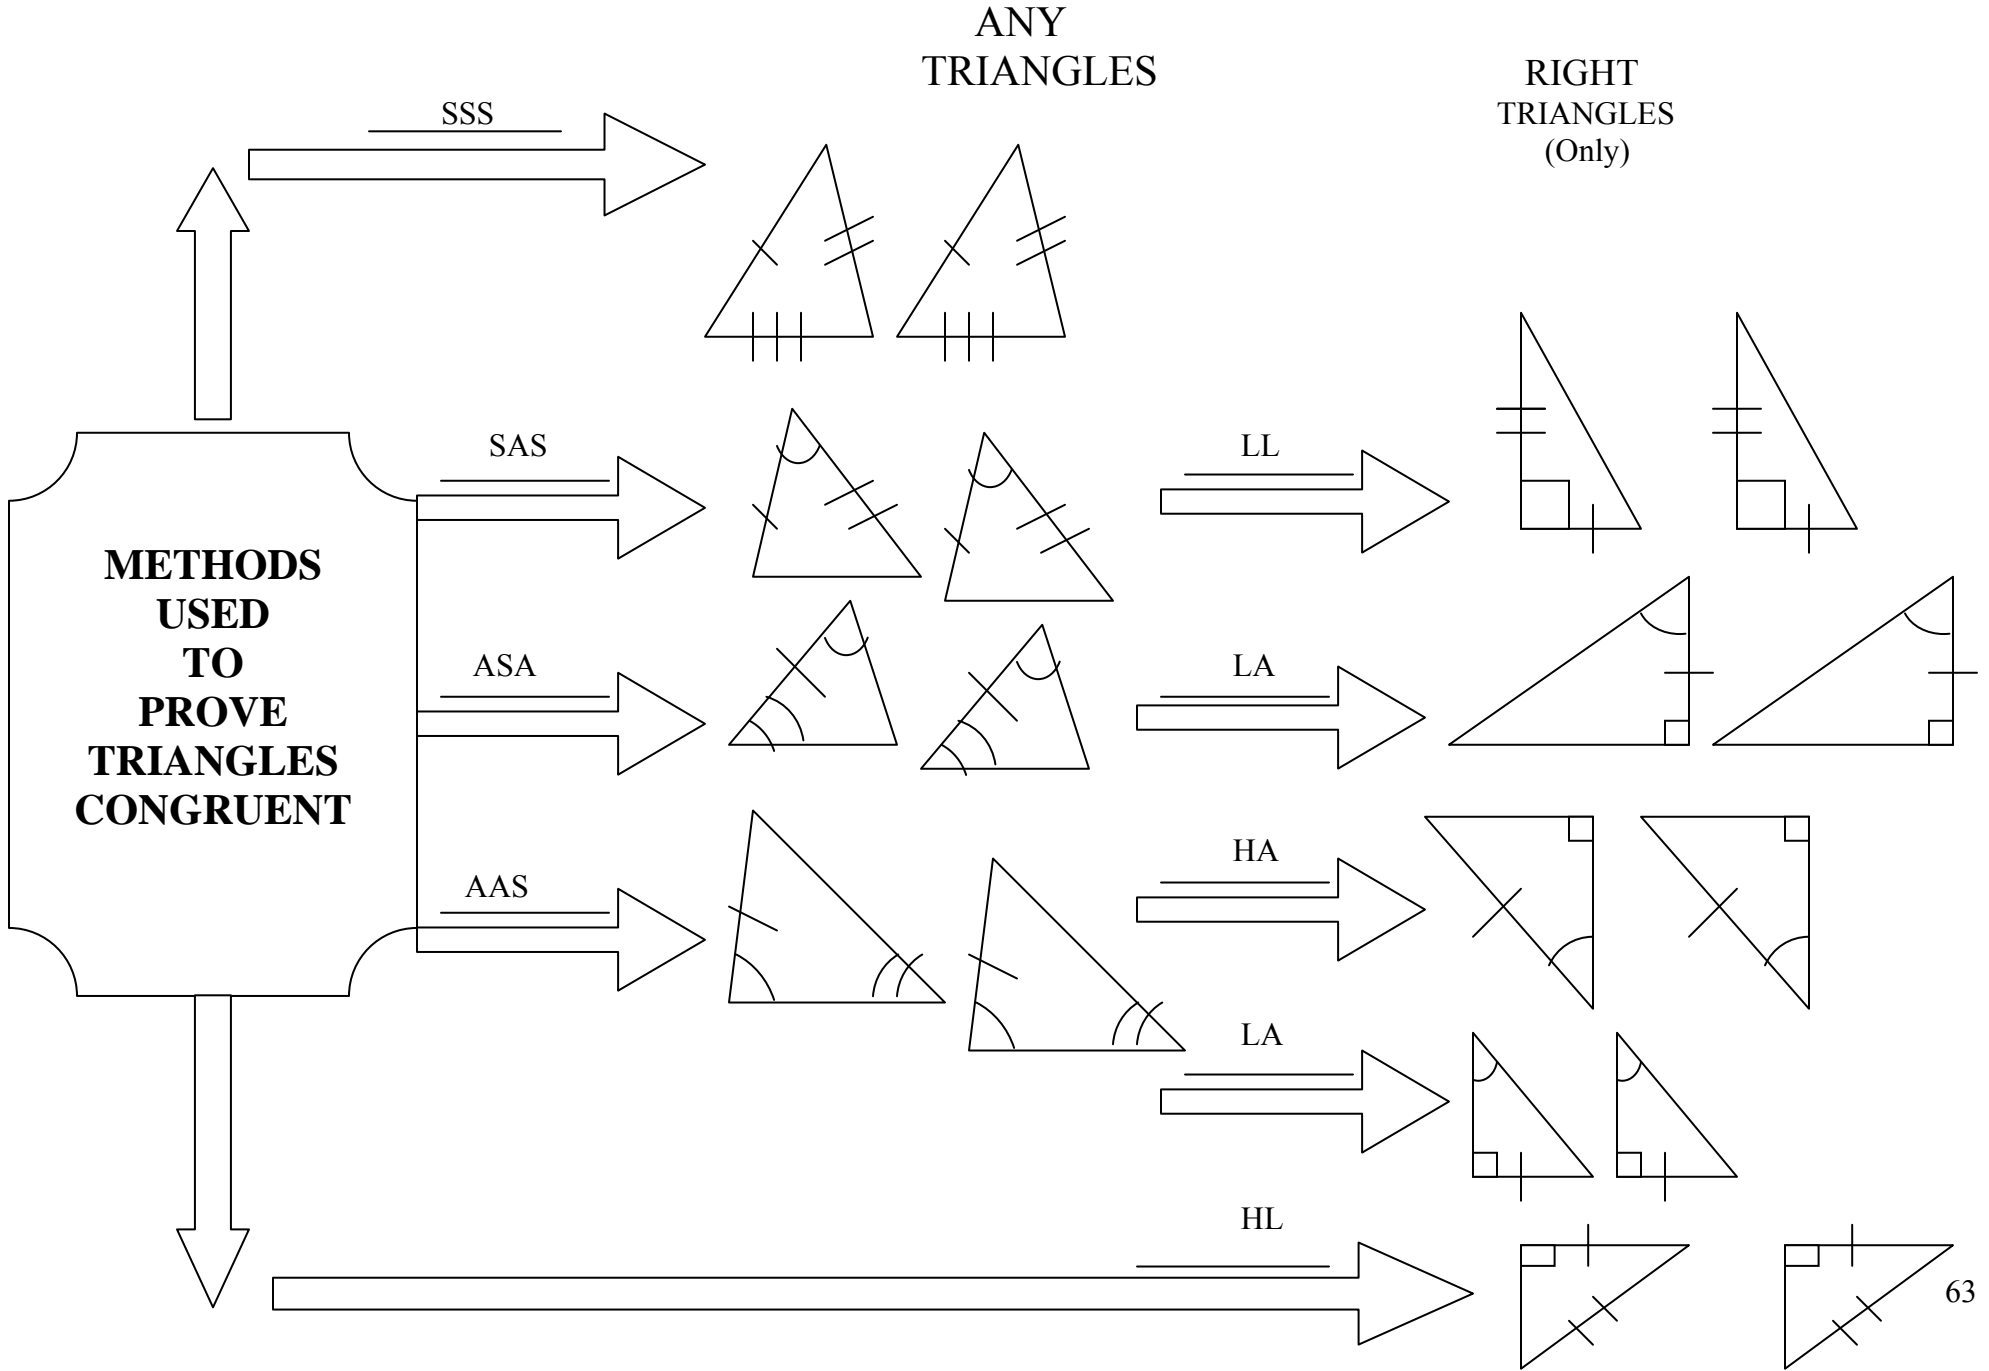 ANY
TRIANGLES
RIGHT
TRIANGLES
(Only)
SSS
SAS
LL
METHODS
USED
TO
PROVE
TRIANGLES
CONGRUENT
ASA
LA
AAS
HA
LA
HL
63